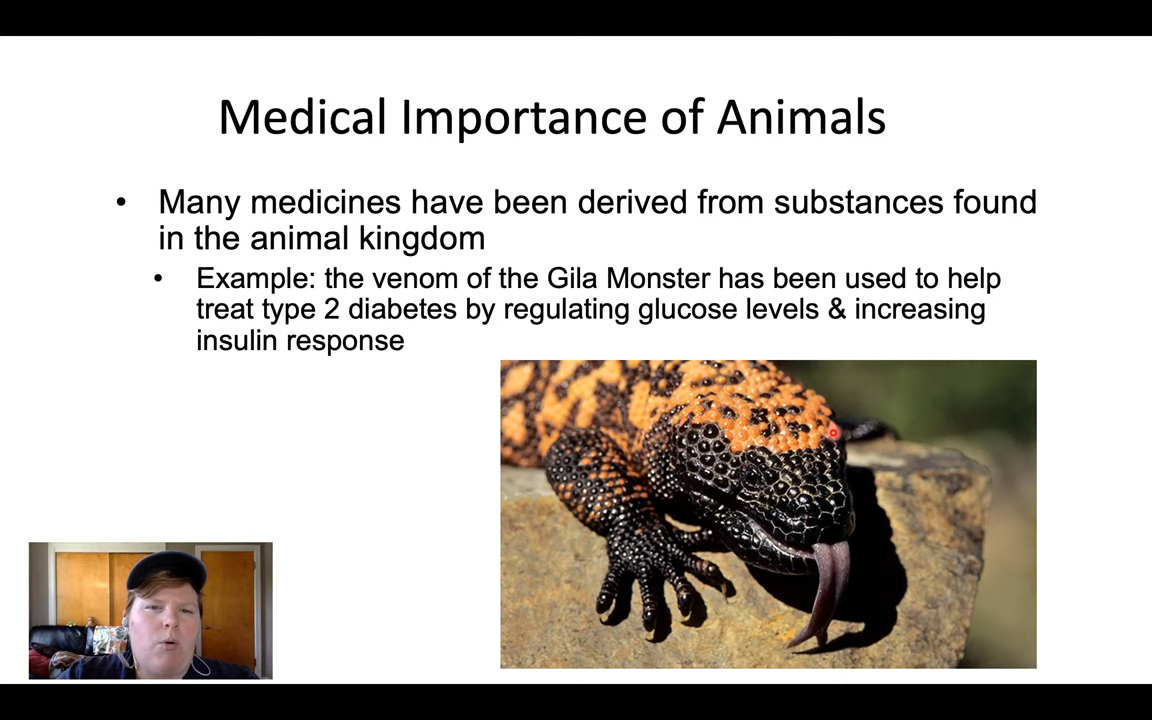 Medical Importance of Animals
• Many medicines have been derived from substances found
in the animal kingdom
• Example: the venom of the Gila Monster has been used to help
treat type 2 diabetes by regulating glucose levels & increasing
insulin response